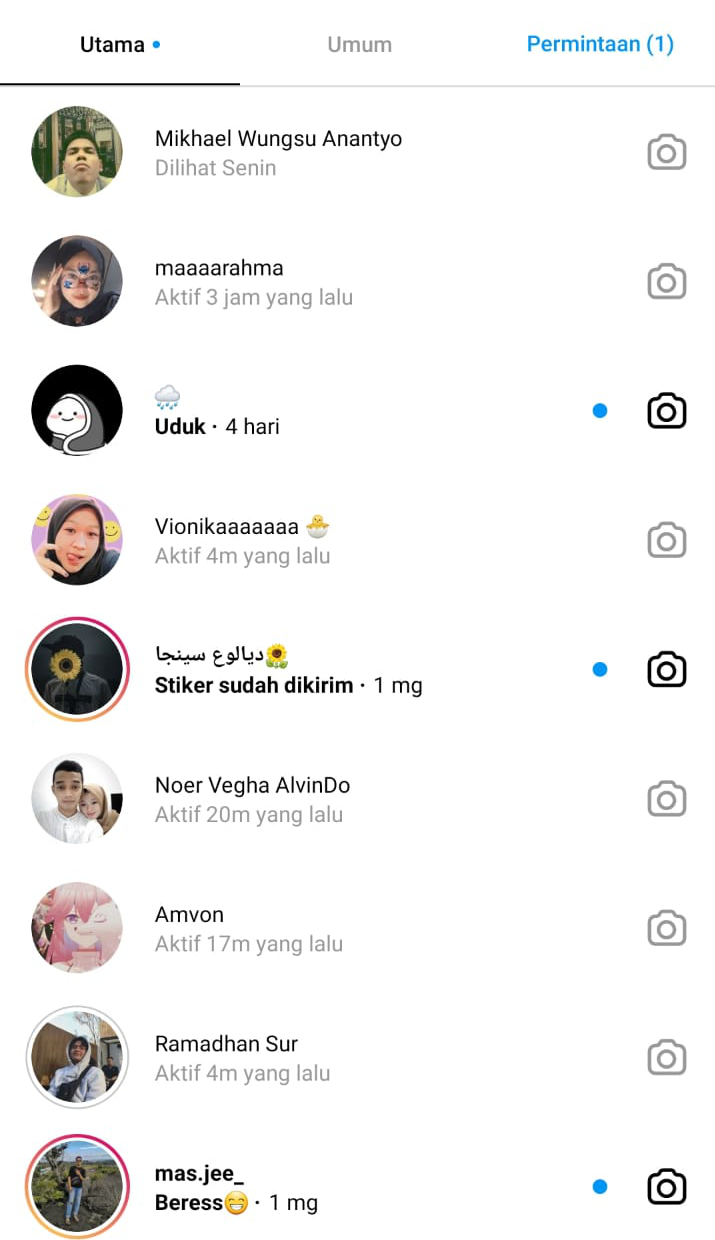 Utama
Umum
Permintaan (1)
Mikhael Wungsu Anantyo
Dilihat Senin
maaaarahma
Aktif 3 jam yang lalu
🌧️
Uduk · 4 hari
Vionikaaaaaaa 🐣
Aktif 4m yang lalu
ديالوع سينجا🌻
Stiker sudah dikirim · 1 mg
Noer Vegha AlvinDo
Aktif 20m yang lalu
Amvon
Aktif 17m yang lalu
Ramadhan Sur
Aktif 4m yang lalu
mas.jee_
Beress😁 · 1 mg